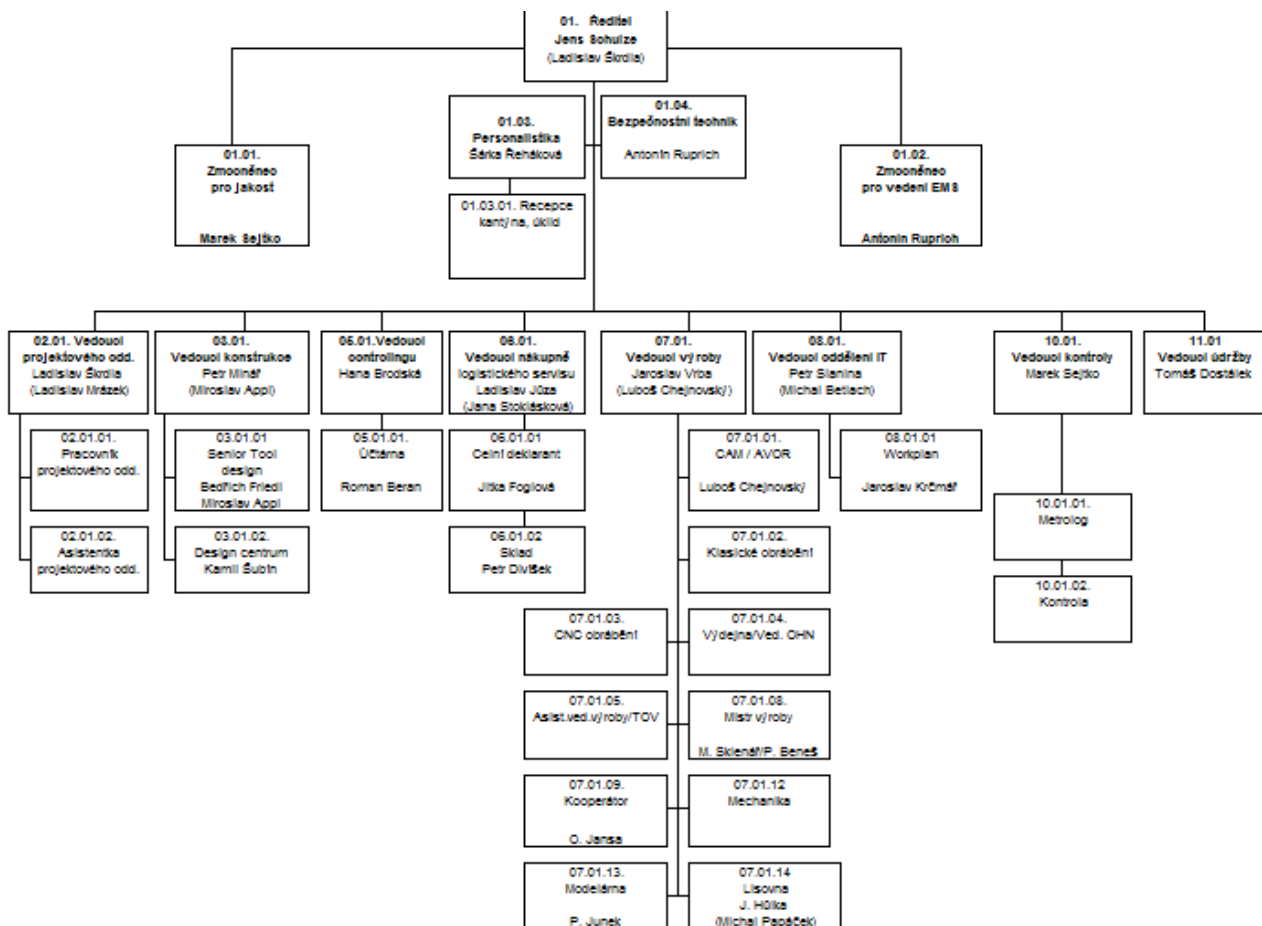 01. Ředitel
Jens Schulze
(Ladislav Škrdla)
01.03.
Personalistika
Šárka Řeháková
01.04.
Bezpečnostní technik
Antonín Ruprich
01.01.
Zmocněnec
pro jakost
Marek Sejtko
01.02.
Zmocněnec
pro vedení EMS
Antonín Ruprich
01.03.01. Recepce
kantýna, úklid
02.01. Vedoucí
projektového odd.
Ladislav Škrdla
(Ladislav Mrázek)
03.01.
Vedoucí konstrukce
Petr Minář
(Miroslav Appl)
05.01.Vedoucí
controlingu
Hana Brodská
06.01.
Vedoucí nákupně
logistického servisu
Ladislav Jůza
(Jana Stoklásková)
07.01.
Vedoucí výroby
Jaroslav Vrba
(Luboš Chejnovský)
08.01.
Vedoucí oddělení IT
Petr Slanina
(Michal Betlach)
10.01.
Vedoucí kontroly
Marek Sejtko
11.01
Vedoucí údržby
Tomáš Dostálek
02.01.01.
Pracovník
projektového odd.
03.01.01
Senior Tool
design
Bedřich Friedl
Miroslav Appl
05.01.01.
Účtárna
Roman Beran
06.01.01
Celní deklarant
Jitka Foglová
07.01.01.
CAM / AVOR
Luboš Chejnovský
08.01.01
Workplan
Jaroslav Krčmář
02.01.02.
Asistentka
projektového odd.
03.01.02.
Design centrum
Kamil Šubín
06.01.02
Sklad
Petr Divíšek
07.01.02.
Klasické obrábění
10.01.01.
Metrolog
10.01.02.
Kontrola
07.01.03.
CNC obrábění
07.01.04.
Výdejna/Ved. OHN
07.01.05.
Asist.ved.výroby/TOV
07.01.08.
Mistr výroby
M. Sklenář/P. Beneš
07.01.09.
Kooperátor
O. Jansa
07.01.12
Mechanika
07.01.13.
Modelárna
P. Junek
07.01.14
Lisovna
J. Hůlka
(Michal Papáček)